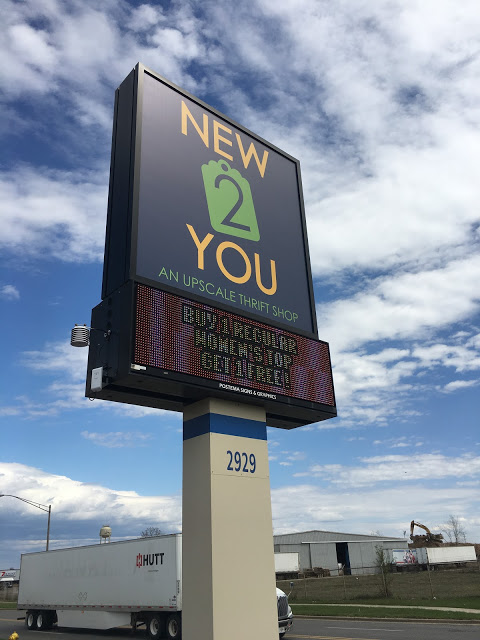 NEW
2
YOU
AN UPSCALE THRIFT SHOP
BUY 1 REGULAR
WOMEN'S TOP
GET 1 FREE!
POSTEMA SIGNS & GRAPHICS
2929
HUTT